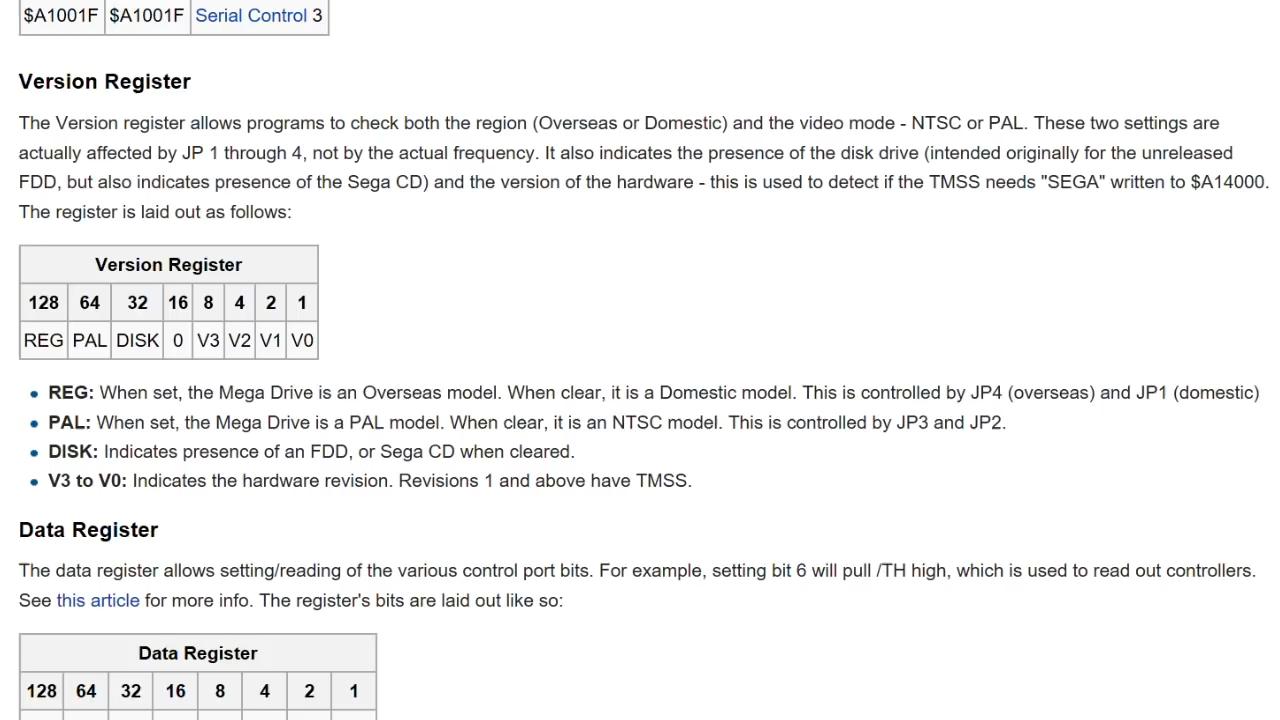 $A1001F $A1001F Serial Control 3
Version Register
The Version register allows programs to check both the region (Overseas or Domestic) and the video mode - NTSC or PAL. These two settings are
actually affected by JP 1 through 4, not by the actual frequency. It also indicates the presence of the disk drive (intended originally for the unreleased
FDD, but also indicates presence of the Sega CD) and the version of the hardware - this is used to detect if the TMSS needs "SEGA" written to $A14000.
The register is laid out as follows:
Version Register
128 64 32 16 8 4 2 1
REG PAL DISK 0 V3 V2 V1 V0
• REG: When set, the Mega Drive is an Overseas model. When clear, it is a Domestic model. This is controlled by JP4 (overseas) and JP1 (domestic)
• PAL: When set, the Mega Drive is a PAL model. When clear, it is an NTSC model. This is controlled by JP3 and JP2.
• DISK: Indicates presence of an FDD, or Sega CD when cleared.
• V3 to V0: Indicates the hardware revision. Revisions 1 and above have TMSS.
Data Register
The data register allows setting/reading of the various control port bits. For example, setting bit 6 will pull /TH high, which is used to read out controllers.
See this article for more info. The register's bits are laid out like so:
Data Register
128 64 32 16 8 4 2 1